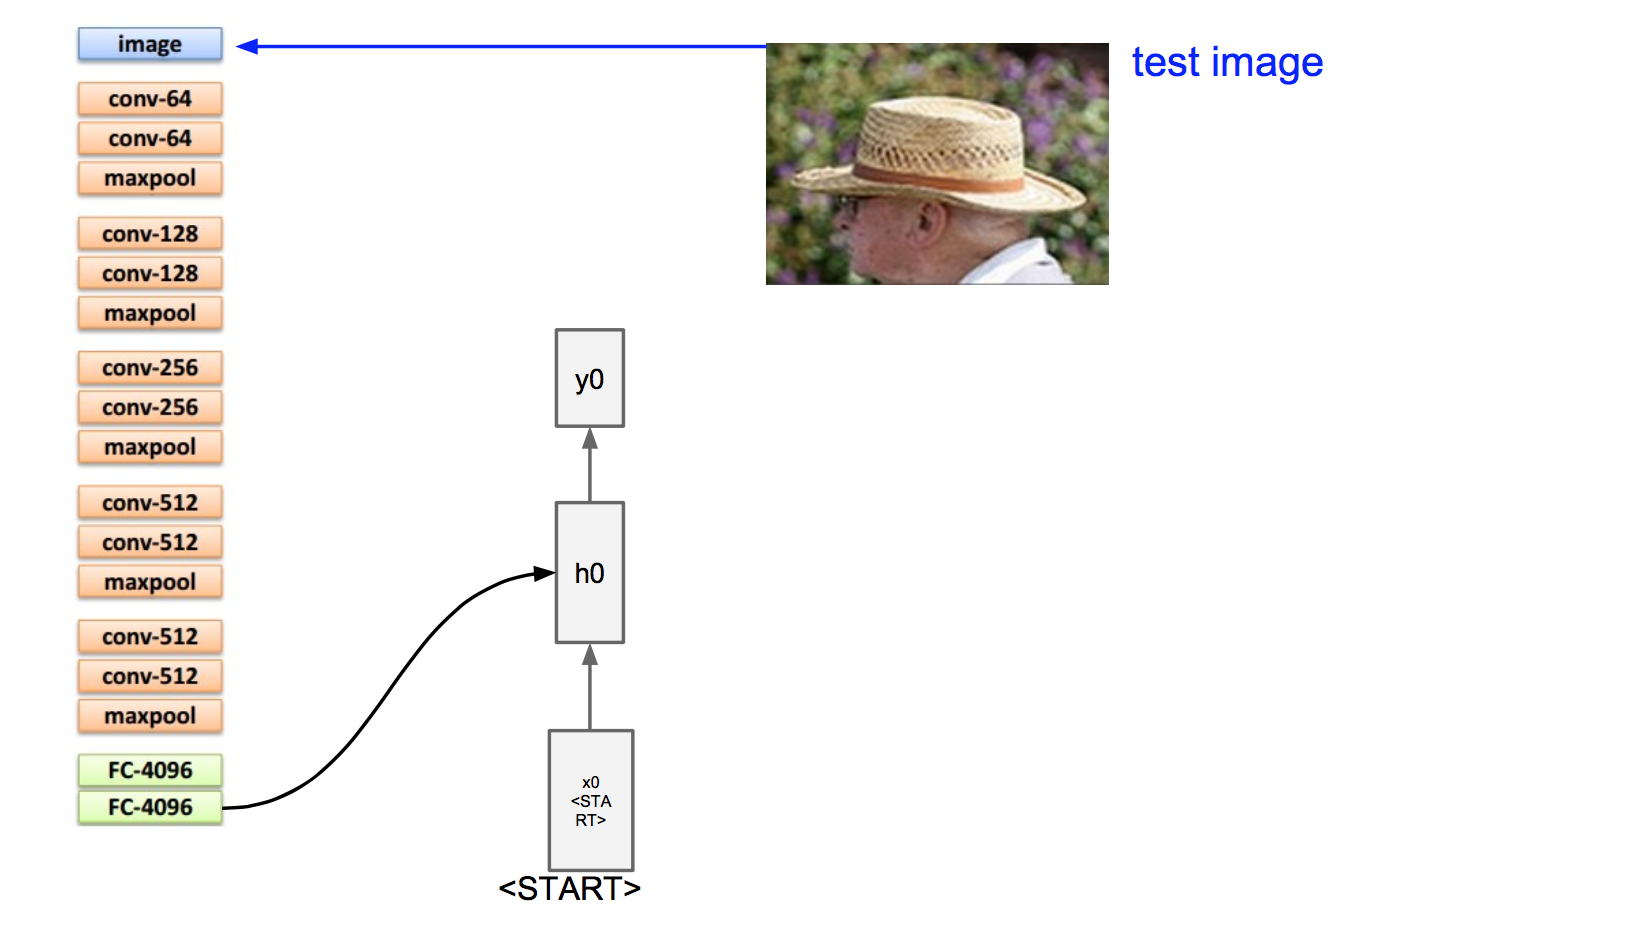 image
conv-64
conv-64
maxpool
conv-128
conv-128
maxpool
conv-256
conv-256
maxpool
conv-512
conv-512
maxpool
conv-512
conv-512
maxpool
FC-4096
FC-4096
test image
y0
h0
x0
<STA
RT>
<START>